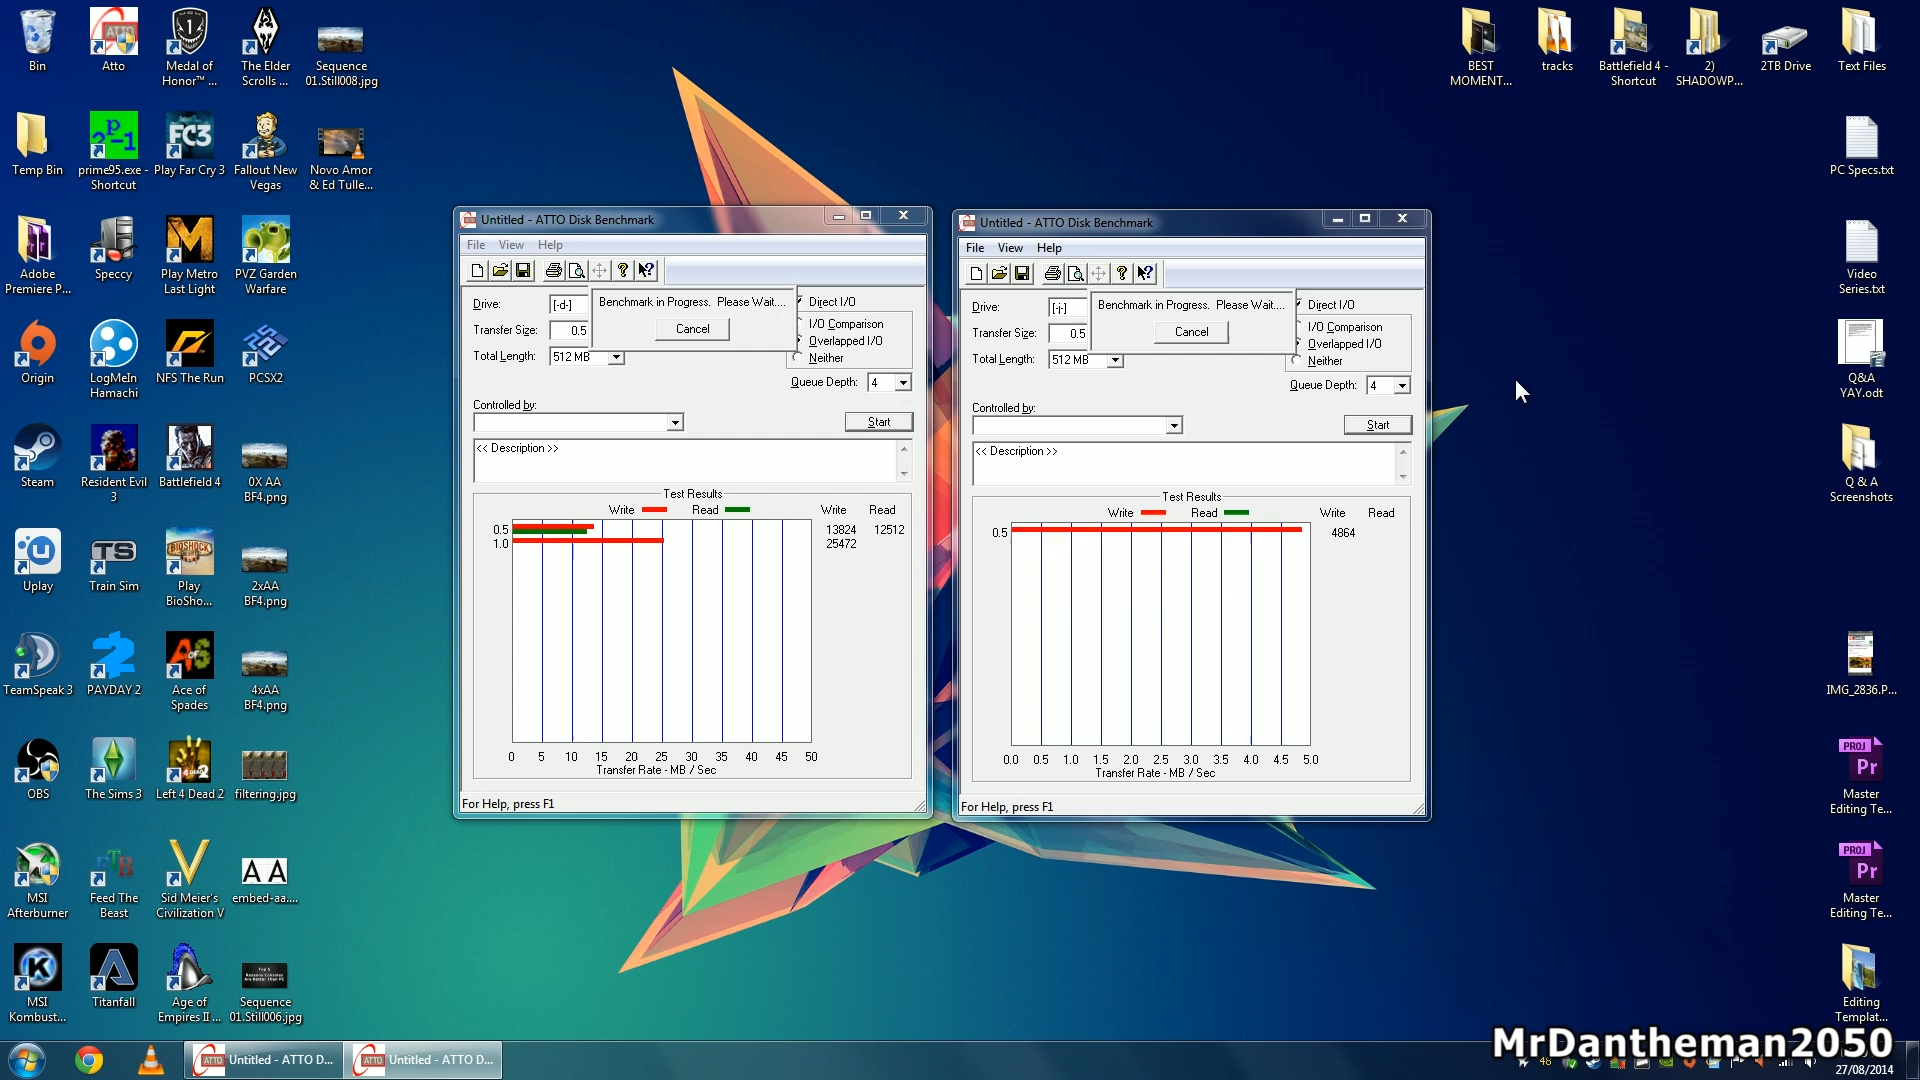 Bin
Atto
Medal of
Honor™ ...
The Elder
Scrolls ...
Sequence
01.Still008.jpg
BEST
MOMENT...
tracks
Battlefield 4 -
Shortcut
2)
SHADOWP...
2TB Drive
Text Files
Temp Bin
prime95.exe -
Shortcut
Play Far Cry 3
Fallout New
Vegas
Novo Amor
& Ed Tulle...
PC Specs.txt
Adobe
Premiere P...
Speccy
Play Metro
Last Light
PVZ Garden
Warfare
Video
Series.txt
Origin
LogMeIn
Hamachi
NFS The Run
PCSX2
Q&A
YAY.odt
Steam
Resident Evil
3
Battlefield 4
0X AA
BF4.png
Q & A
Screenshots
Uplay
Train Sim
Play
BioSho...
2xAA
BF4.png
TeamSpeak 3
PAYDAY 2
Ace of
Spades
4xAA
BF4.png
IMG_2836.P...
OBS
The Sims 3
Left 4 Dead 2
filtering.jpg
Master
Editing Te...
MSI
Afterburner
Feed The
Beast
Sid Meier's
Civilization V
embed-aa....
Master
Editing Te...
MSI
Kombust...
Titanfall
Age of
Empires II ...
Sequence
01.Still006.jpg
Editing
Templat...
Untitled - ATTO Disk Benchmark
File View Help
Drive: [-d-]
Benchmark in Progress. Please Wait....
Cancel
Direct I/O
Transfer Size: 0.5
I/O Comparison
Overlapped I/O
Total Length: 512 MB
Neither
Queue Depth: 4
Controlled by:
Start
<< Description >>
Test Results
Write Read Write Read
0.5 13824 12512
1.0 25472
0 5 10 15 20 25 30 35 40 45 50
Transfer Rate - MB / Sec
For Help, press F1
Untitled - ATTO Disk Benchmark
File View Help
Drive: [-j-]
Benchmark in Progress. Please Wait....
Cancel
Direct I/O
Transfer Size: 0.5
I/O Comparison
Overlapped I/O
Total Length: 512 MB
Neither
Queue Depth: 4
Controlled by:
Start
<< Description >>
Test Results
Write Read Write Read
0.5 4864
0.0 0.5 1.0 1.5 2.0 2.5 3.0 3.5 4.0 4.5 5.0
Transfer Rate - MB / Sec
For Help, press F1
Untitled - ATTO D...
Untitled - ATTO D...
MrDantheman2050
48
27/08/2014